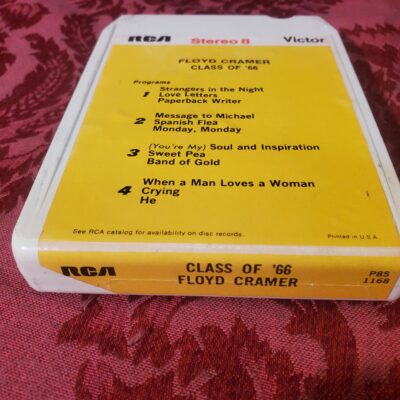 RCA Stereo 8 Victor
FLOYD CRAMER
CLASS OF '66
Programs
1 Strangers in the Night
Love Letters
Paperback Writer
2 Message to Michael
Spanish Flea
Monday, Monday
3 (You're My) Soul and Inspiration
Sweet Pea
Band of Gold
4 When a Man Loves a Woman
Crying
He
See RCA catalog for availability on disc records.
Printed in U.S.A.
RCA CLASS OF '66 P8S
FLOYD CRAMER 1168